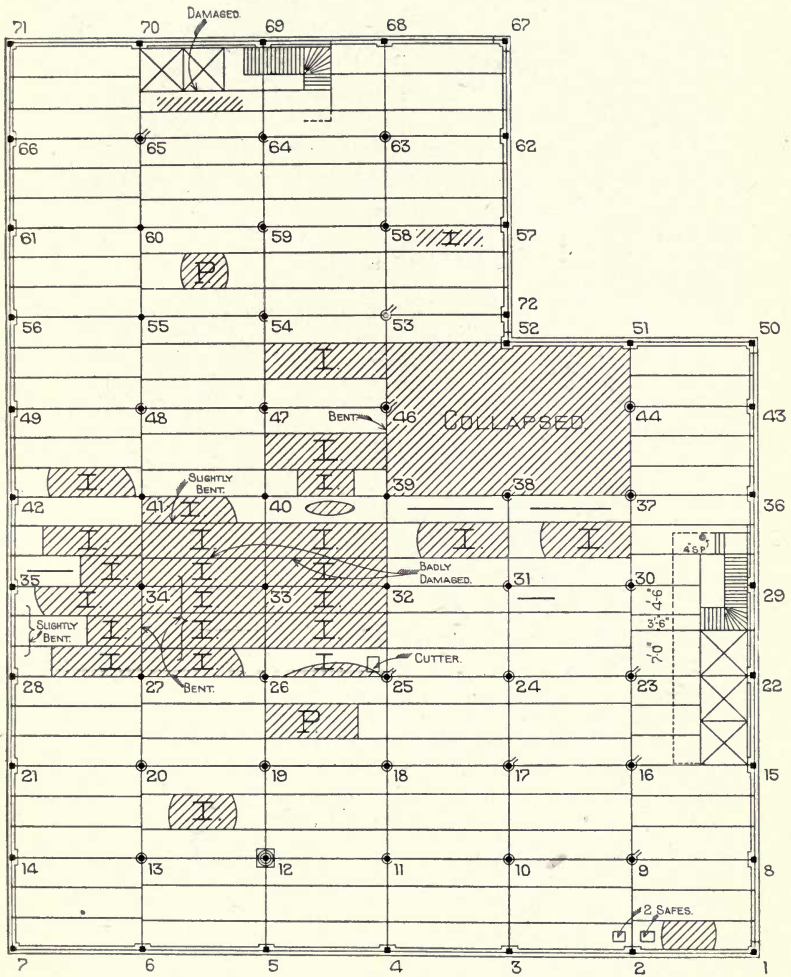 DAMAGED.
71 70 69 68 67
66 65 64 63 62
61 60 59 58 I. 57
P.
56 55 54 53 72
52 51 50
I.
49 48 47 BENT. 46 COLLAPSED. 44 43
I.
I. SLIGHTLY BENT. I.
42 41 I. 40 39 38 37 36
I. I. I. I. I.
4" S.P.
I. I. I. BADLY DAMAGED.
35 34 33 32 31 30 29
I. I. I.
4'-6"
3'-6"
SLIGHTLY BENT. I. I. I.
7'-0"
I. I. I. CUTTER.
28 27 BENT. 26 25 24 23 22
P.
21 20 19 18 17 16 15
I.
14 13 12 11 10 9 8
2 SAFES.
7 6 5 4 3 2 1